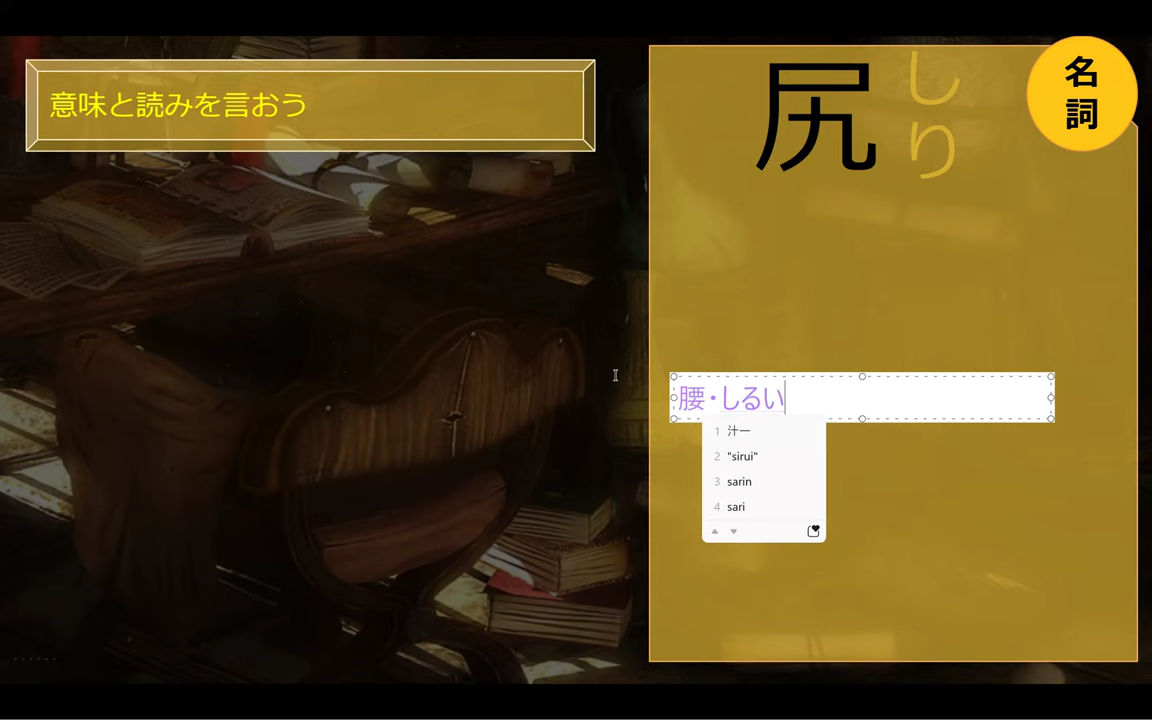 意味と読みを言おう
尻
しり
名詞
腰・しるい
1 汁一
2 "sirui"
3 sarin
4 sari